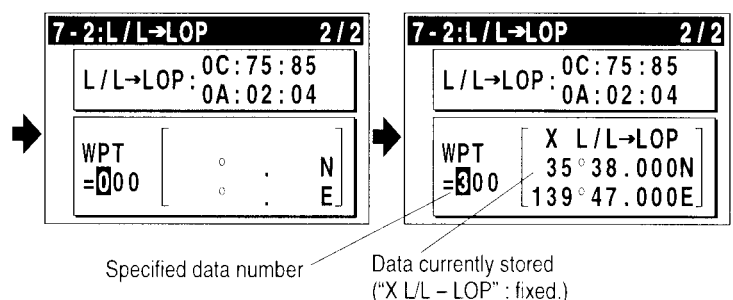 7-2:L/L→LOP 2/2
L/L→LOP: 0C:75:85
0A:02:04
WPT
=000
[ ° . N
° . E]
7-2:L/L→LOP 2/2
L/L→LOP: 0C:75:85
0A:02:04
WPT
=300
[ X L/L→LOP ]
35°38.000N
139°47.000E
Specified data number
Data currently stored
("X L/L – LOP" : fixed.)